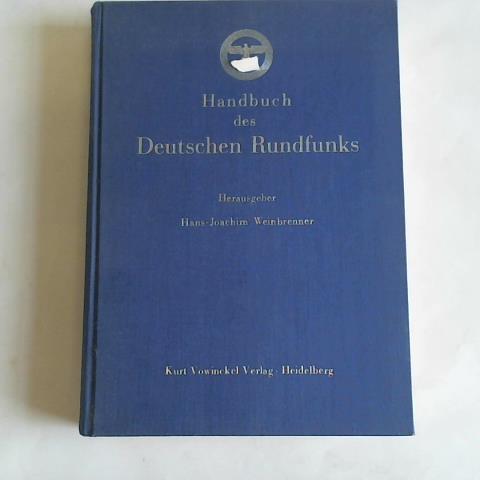 Handbuch
des
Deutschen Rundfunks
Herausgeber
Hans-Joachim Weinbrenner
Kurt Vowinckel Verlag · Heidelberg